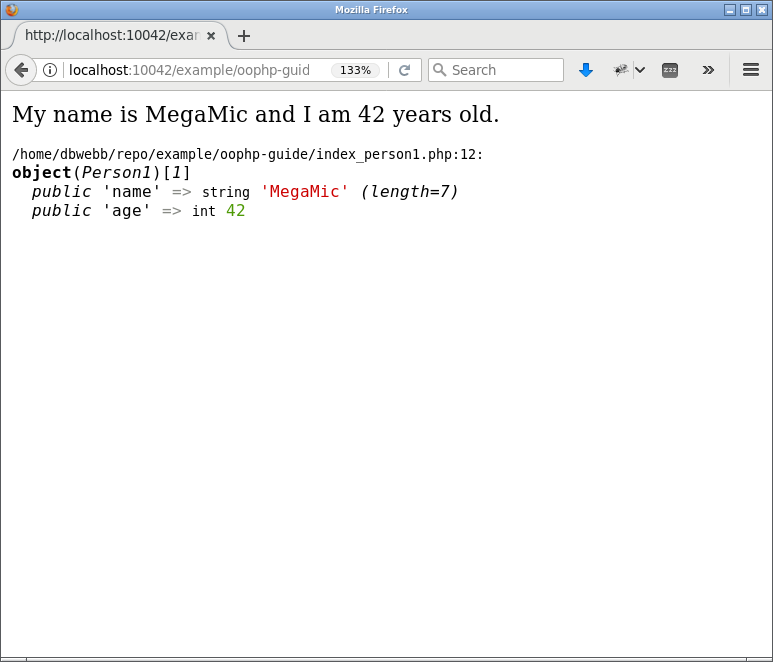 Mozilla Firefox
http://localhost:10042/exar
localhost:10042/example/oophp-guid
133%
Search
zzz
My name is MegaMic and I am 42 years old.
/home/dbwebb/repo/example/oophp-guide/index_person1.php:12:
object(Person1)[1]
public 'name' => string 'MegaMic' (length=7)
public 'age' => int 42